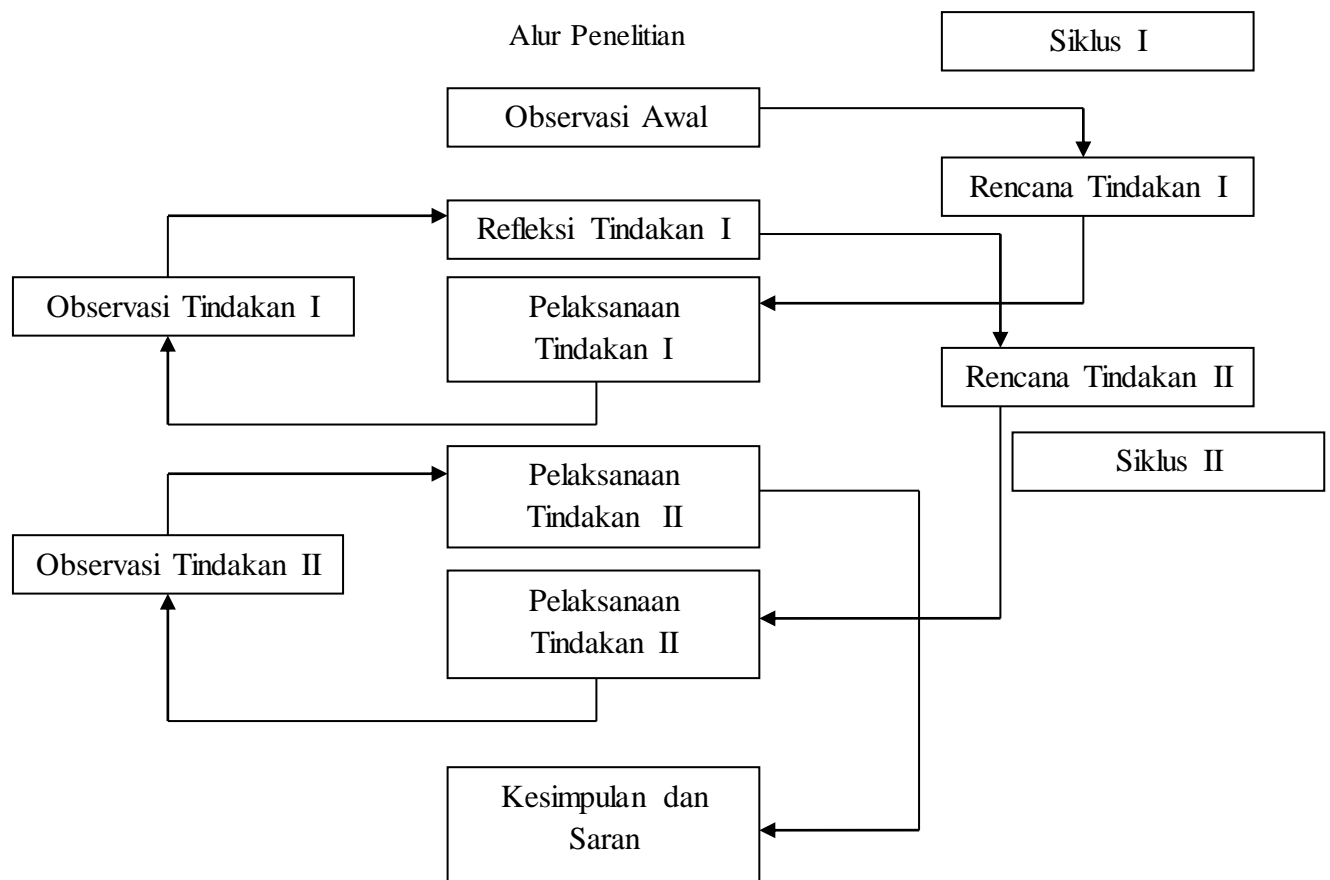 Alur Penelitian
Siklus I
Observasi Awal
Rencana Tindakan I
Refleksi Tindakan I
Observasi Tindakan I
Pelaksanaan
Tindakan I
Rencana Tindakan II
Siklus II
Pelaksanaan
Tindakan II
Observasi Tindakan II
Pelaksanaan
Tindakan II
Kesimpulan dan
Saran